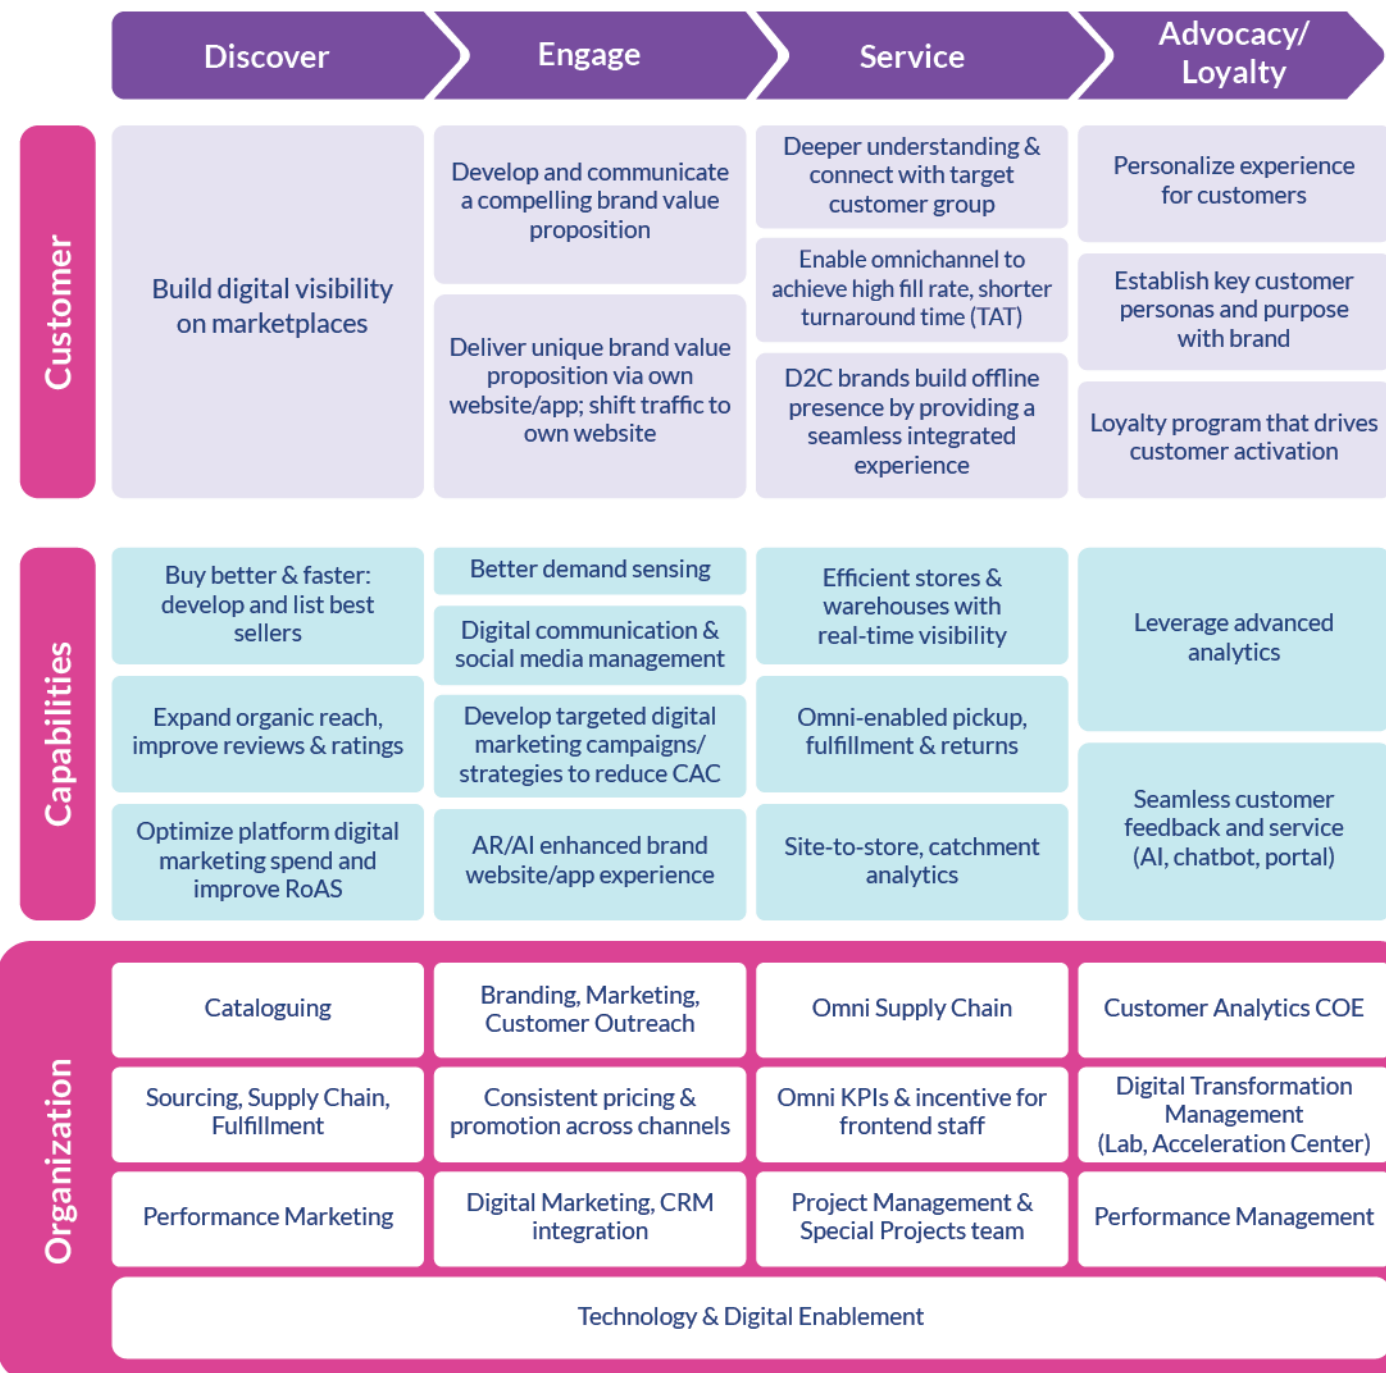 Discover
Engage
Service
Advocacy/
Loyalty
Customer
Build digital visibility
on marketplaces
Develop and communicate
a compelling brand value
proposition
Deliver unique brand value
proposition via own
website/app; shift traffic to
own website
Deeper understanding &
connect with target
customer group
Enable omnichannel to
achieve high fill rate, shorter
turnaround time (TAT)
D2C brands build offline
presence by providing a
seamless integrated
experience
Personalize experience
for customers
Establish key customer
personas and purpose
with brand
Loyalty program that drives
customer activation
Capabilities
Buy better & faster:
develop and list best
sellers
Expand organic reach,
improve reviews & ratings
Optimize platform digital
marketing spend and
improve RoAS
Better demand sensing
Digital communication &
social media management
Develop targeted digital
marketing campaigns/
strategies to reduce CAC
AR/AI enhanced brand
website/app experience
Efficient stores &
warehouses with
real-time visibility
Omni-enabled pickup,
fulfillment & returns
Site-to-store, catchment
analytics
Leverage advanced
analytics
Seamless customer
feedback and service
(AI, chatbot, portal)
Organization
Cataloguing
Sourcing, Supply Chain,
Fulfillment
Performance Marketing
Branding, Marketing,
Customer Outreach
Consistent pricing &
promotion across channels
Digital Marketing, CRM
integration
Omni Supply Chain
Omni KPIs & incentive for
frontend staff
Project Management &
Special Projects team
Customer Analytics COE
Digital Transformation
Management
(Lab, Acceleration Center)
Performance Management
Technology & Digital Enablement